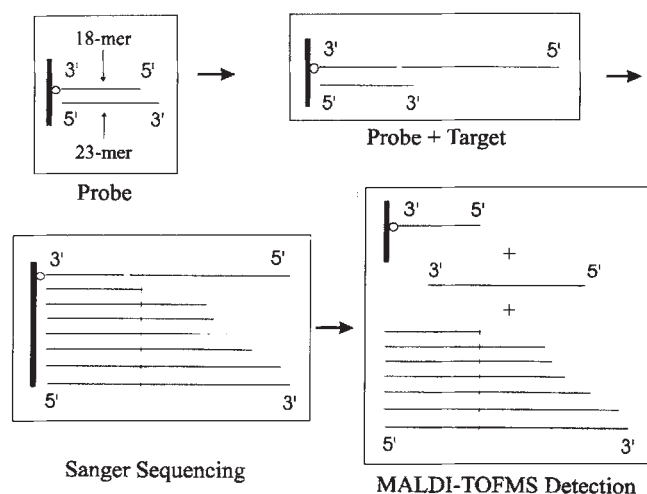 18-mer
3' 5'
5' 3'
23-mer
Probe
3' 5'
5' 3'
Probe + Target
3' 5'
5' 3'
Sanger Sequencing
3' 5'
+
3' 5'
+
5' 3'
MALDI-TOFMS Detection